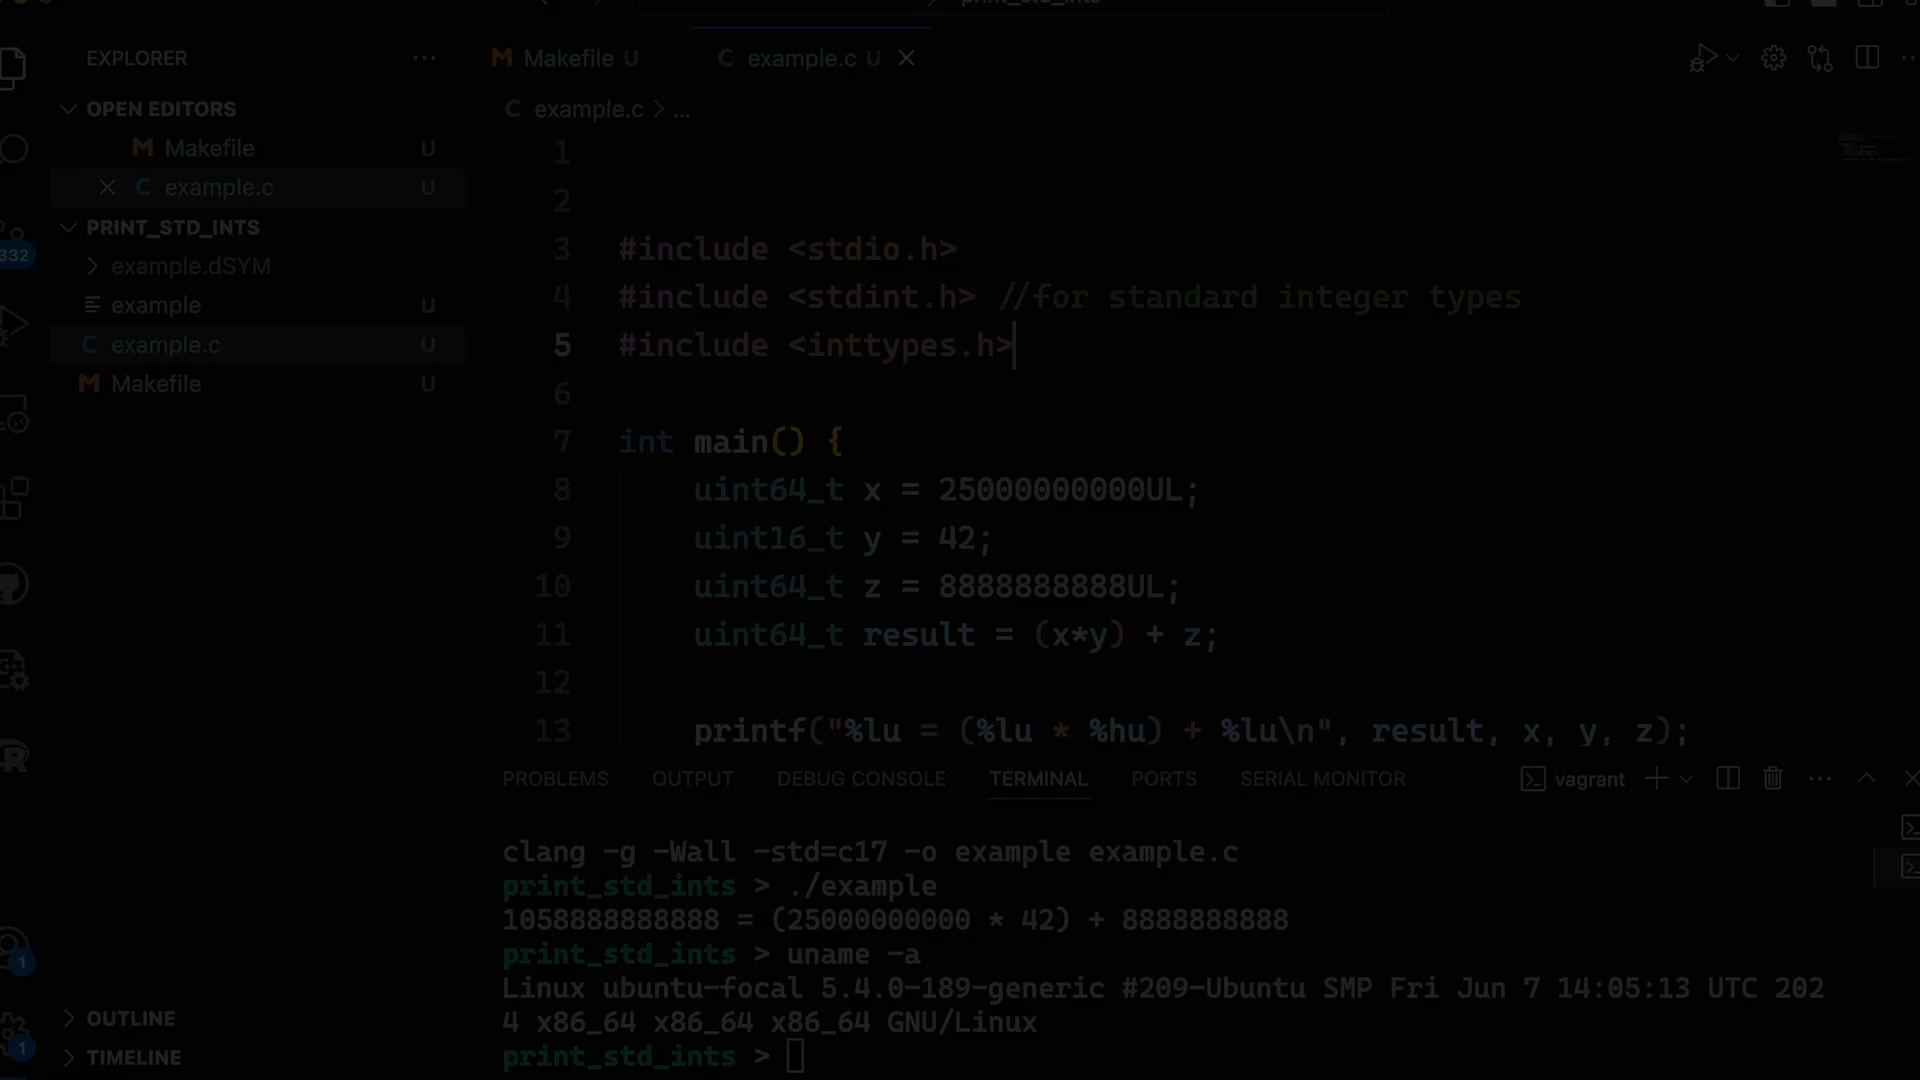 print_std_ints
EXPLORER
Makefile U
C example.c U
OPEN EDITORS
C example.c > ...
M Makefile U
C example.c U
PRINT_STD_INTS
example.dSYM
example U
C example.c U
M Makefile U
332
1
2
3 #include <stdio.h>
4 #include <stdint.h> //for standard integer types
5 #include <inttypes.h>
6
7 int main() {
8 uint64_t x = 25000000000UL;
9 uint16_t y = 42;
10 uint64_t z = 8888888888UL;
11 uint64_t result = (x*y) + z;
12
13 printf("%lu = (%lu * %hu) + %lu\n", result, x, y, z);
PROBLEMS OUTPUT DEBUG CONSOLE TERMINAL PORTS SERIAL MONITOR vagrant
clang -g -Wall -std=c17 -o example example.c
print_std_ints > ./example
1058888888888 = (25000000000 * 42) + 8888888888
print_std_ints > uname -a
Linux ubuntu-focal 5.4.0-189-generic #209-Ubuntu SMP Fri Jun 7 14:05:13 UTC 202
4 x86_64 x86_64 x86_64 GNU/Linux
print_std_ints >
1
1
OUTLINE
TIMELINE